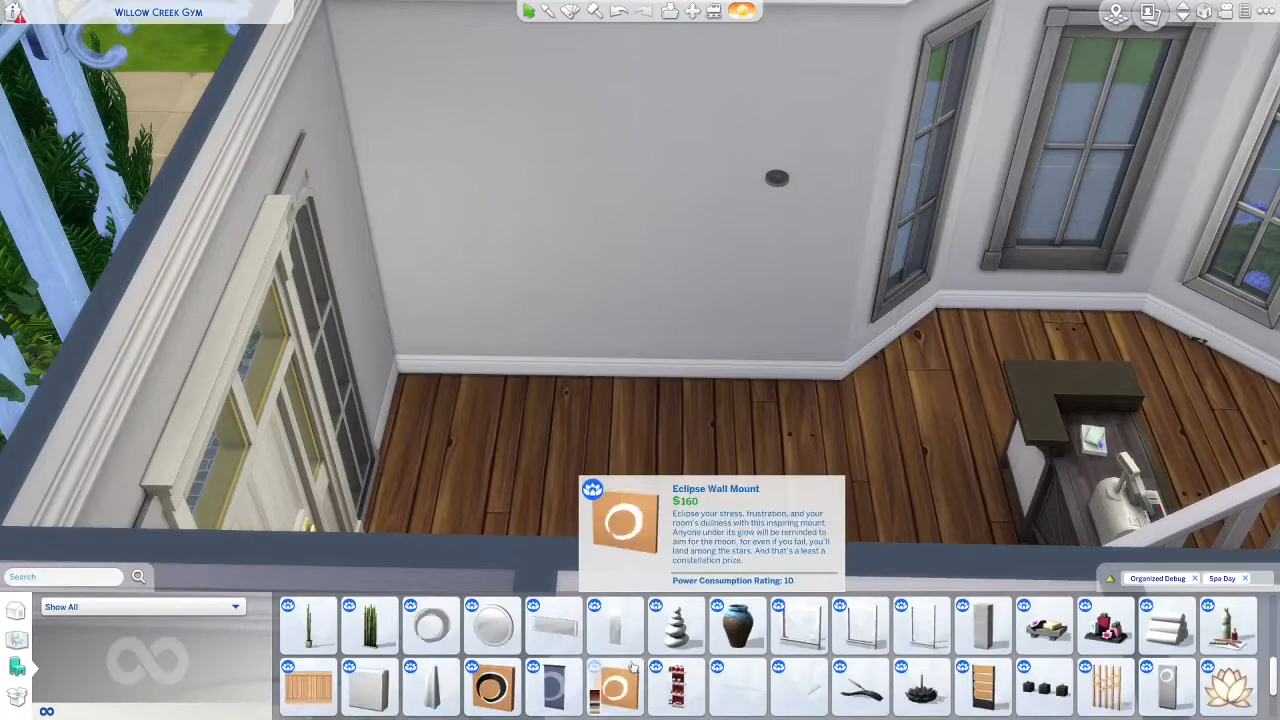 WILLOW CREEK GYM
Eclipse Wall Mount
$160
Eclipse your stress, frustration, and your
room's dullness with this inspiring mount.
Anyone under its glow will be reminded to
aim for the moon, for even if you fail, you'll
land among the stars. And that's a least a
constellation prize.
Power Consumption Rating: 10
Search
Organized Debug
Spa Day
Show All